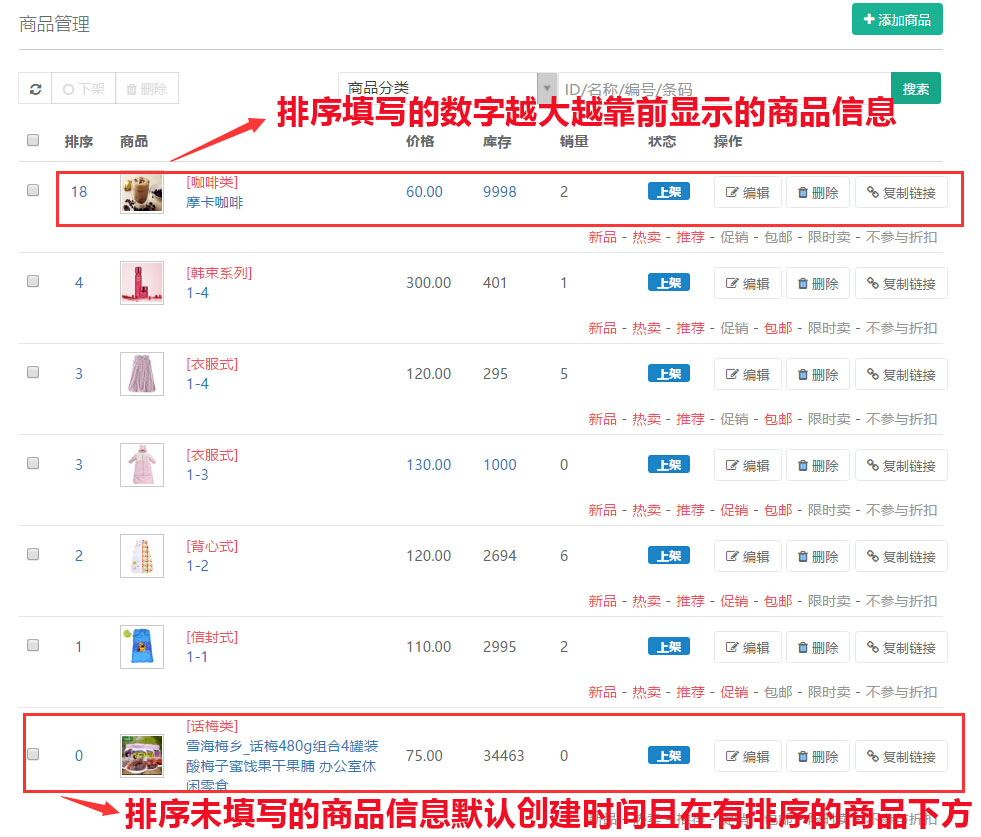 商品管理
添加商品
下架 删除 商品分类 ID/名称/编号/条码 搜索
排序填写的数字越大越靠前显示的商品信息
排序 商品 价格 库存 销量 状态 操作
[咖啡类]
18 摩卡咖啡 60.00 9998 2 上架 编辑 删除 复制链接
新品 - 热卖 - 推荐 - 促销 - 包邮 - 限时卖 - 不参与折扣
[韩束系列]
4 1-4 300.00 401 1 上架 编辑 删除 复制链接
新品 - 热卖 - 推荐 - 促销 - 包邮 - 限时卖 - 不参与折扣
[衣服式]
3 1-4 120.00 295 5 上架 编辑 删除 复制链接
新品 - 热卖 - 推荐 - 促销 - 包邮 - 限时卖 - 不参与折扣
[衣服式]
3 1-3 130.00 1000 0 上架 编辑 删除 复制链接
新品 - 热卖 - 推荐 - 促销 - 包邮 - 限时卖 - 不参与折扣
[背心式]
2 1-2 120.00 2694 6 上架 编辑 删除 复制链接
新品 - 热卖 - 推荐 - 促销 - 包邮 - 限时卖 - 不参与折扣
[信封式]
1 1-1 110.00 2995 2 上架 编辑 删除 复制链接
新品 - 热卖 - 推荐 - 促销 - 包邮 - 限时卖 - 不参与折扣
[话梅类]
雪海梅乡_话梅480g组合4罐装
0 酸梅子蜜饯果干果脯 办公室休 75.00 34463 0 上架 编辑 删除 复制链接
闲零食
排序未填写的商品信息默认创建时间且在有排序的商品下方